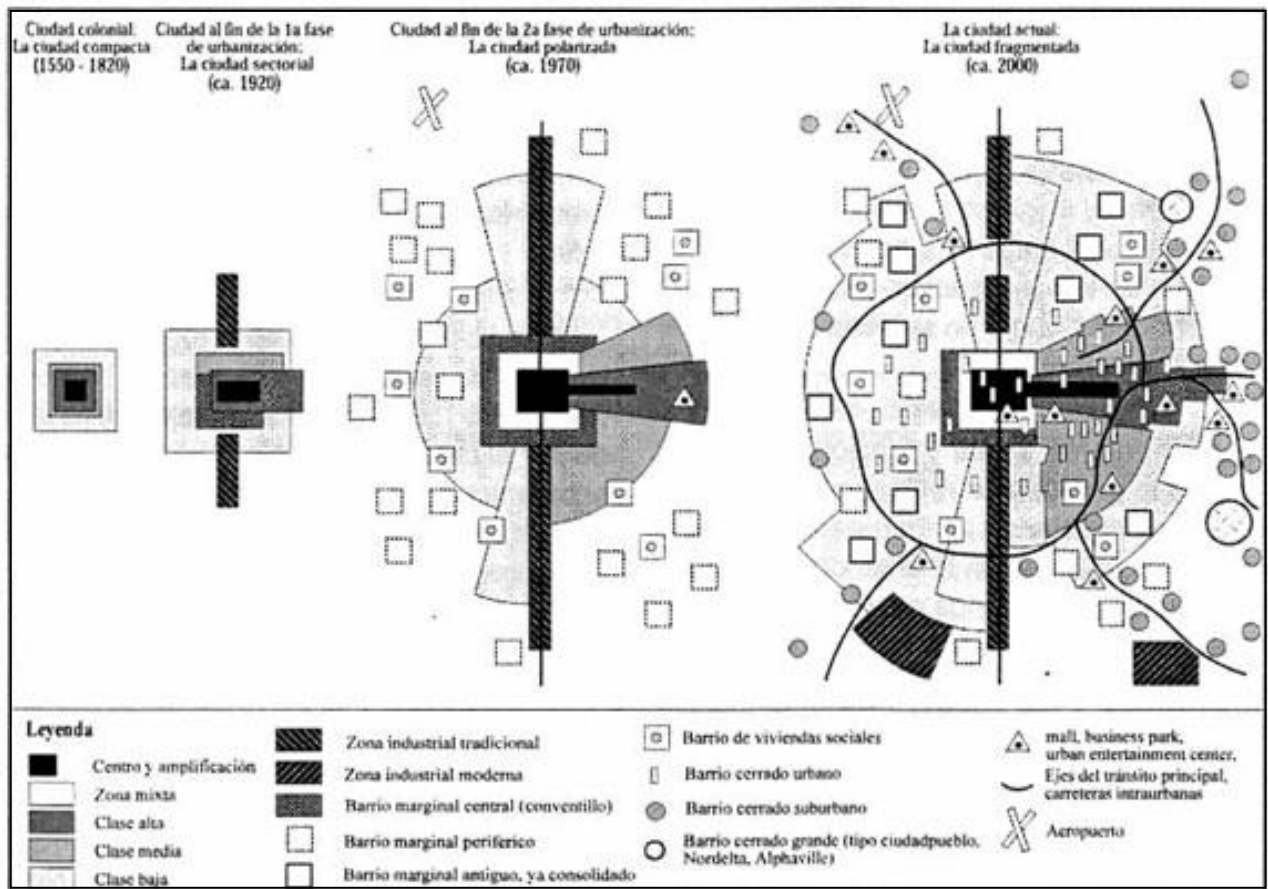 Ciudad colonial:
La ciudad compacta
(1550 - 1820)
Ciudad al fin de la 1a fase
de urbanización:
La ciudad sectorial
(ca. 1920)
Ciudad al fin de la 2a fase de urbanización:
La ciudad polarizada
(ca. 1970)
La ciudad actual:
La ciudad fragmentada
(ca. 2000)
Leyenda
Centro y amplificación
Zona mixta
Clase alta
Clase media
Clase baja
Zona industrial tradicional
Zona industrial moderna
Barrio marginal central (conventillo)
Barrio marginal periférico
Barrio marginal antiguo, ya consolidado
Barrio de viviendas sociales
Barrio cerrado urbano
Barrio cerrado suburbano
Barrio cerrado grande (tipo ciudadpueblo,
Nordelta, Alphaville)
mall, business park,
urban entertainment center,
Ejes del tránsito principal,
carreteras intraurbanas
Aeropuerto